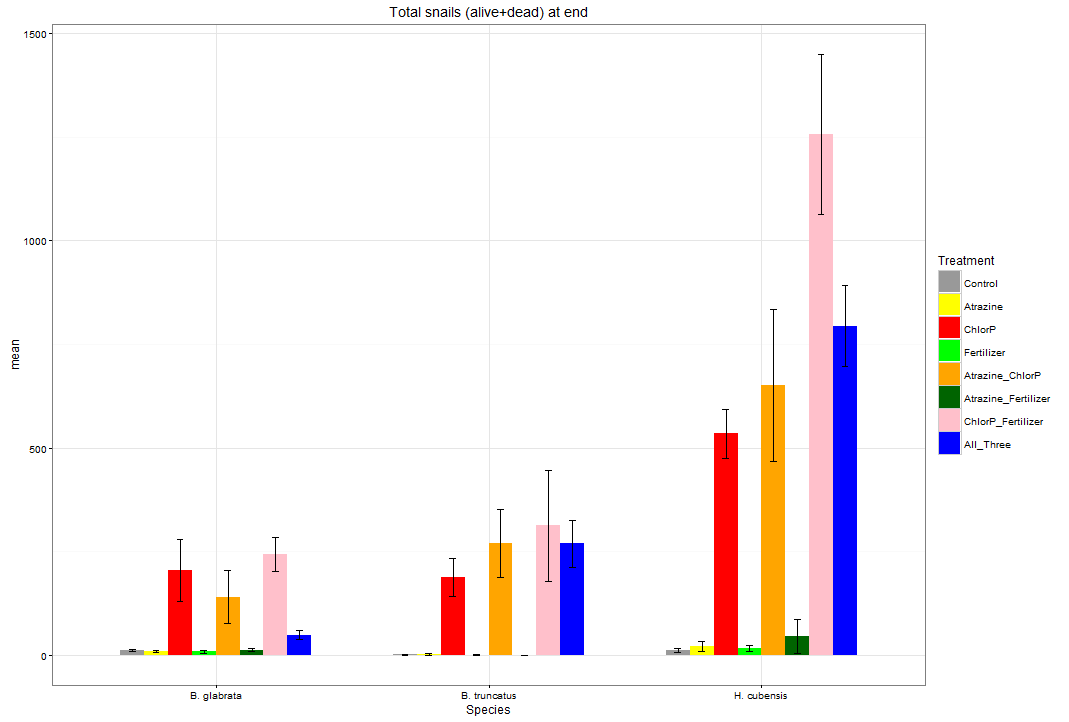 Total snails (alive+dead) at end
1500
1000
500
0
mean
B. glabrata
B. truncatus
H. cubensis
Species
Treatment
Control
Atrazine
ChlorP
Fertilizer
Atrazine_ChlorP
Atrazine_Fertilizer
ChlorP_Fertilizer
All_Three